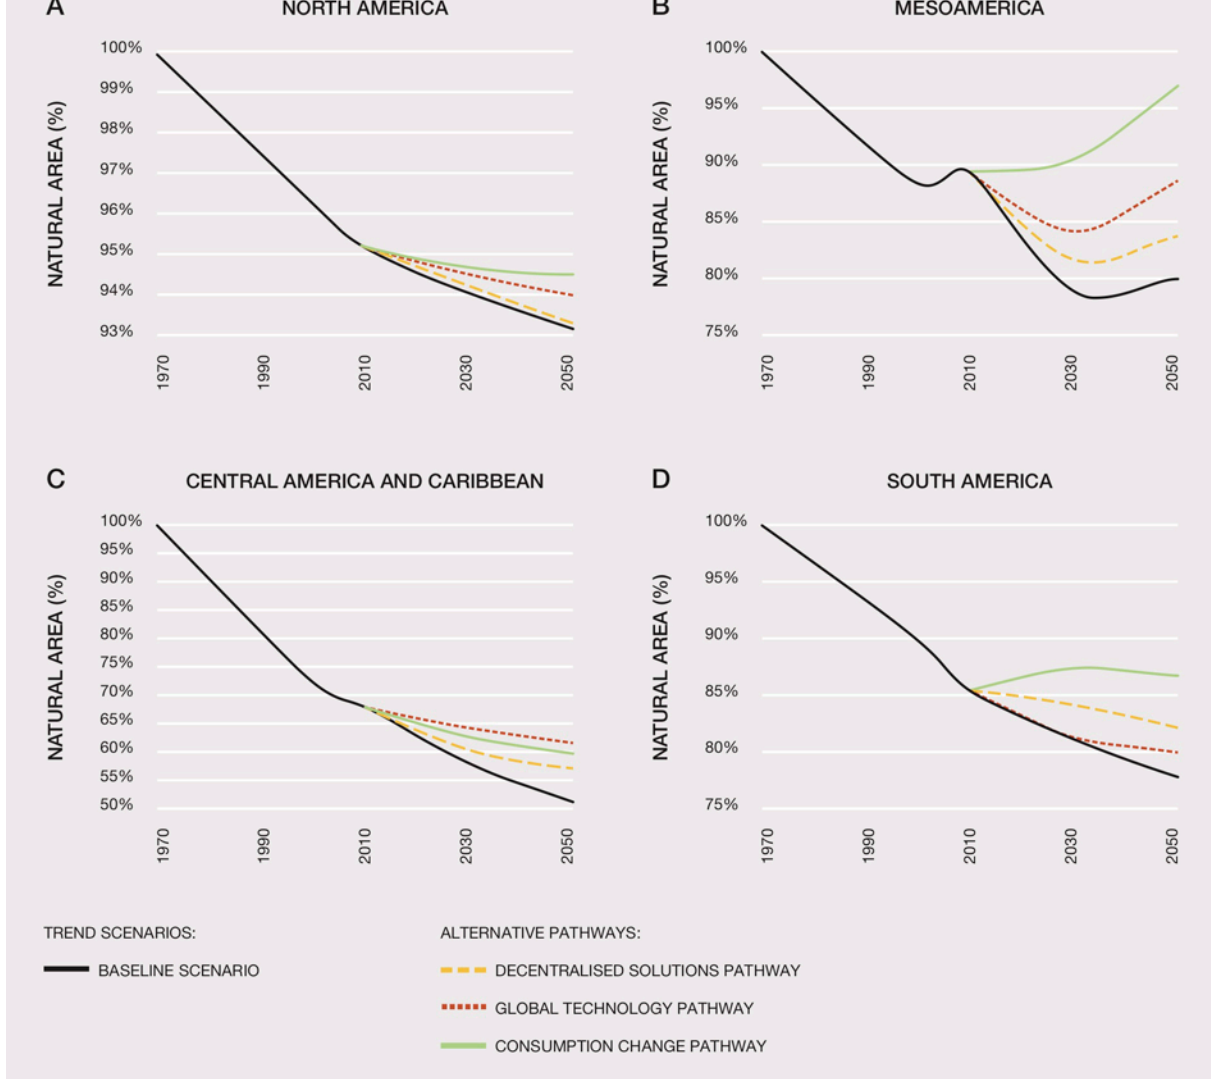 A NORTH AMERICA
B MESOAMERICA
NATURAL AREA (%)
100%
99%
98%
97%
96%
95%
94%
93%
1970 1990 2010 2030 2050
NATURAL AREA (%)
100%
95%
90%
85%
80%
75%
1970 1990 2010 2030 2050
C CENTRAL AMERICA AND CARIBBEAN
D SOUTH AMERICA
NATURAL AREA (%)
100%
95%
90%
85%
80%
75%
70%
65%
60%
55%
50%
1970 1990 2010 2030 2050
NATURAL AREA (%)
100%
95%
90%
85%
80%
75%
1970 1990 2010 2030 2050
TREND SCENARIOS:
BASELINE SCENARIO
ALTERNATIVE PATHWAYS:
DECENTRALISED SOLUTIONS PATHWAY
GLOBAL TECHNOLOGY PATHWAY
CONSUMPTION CHANGE PATHWAY